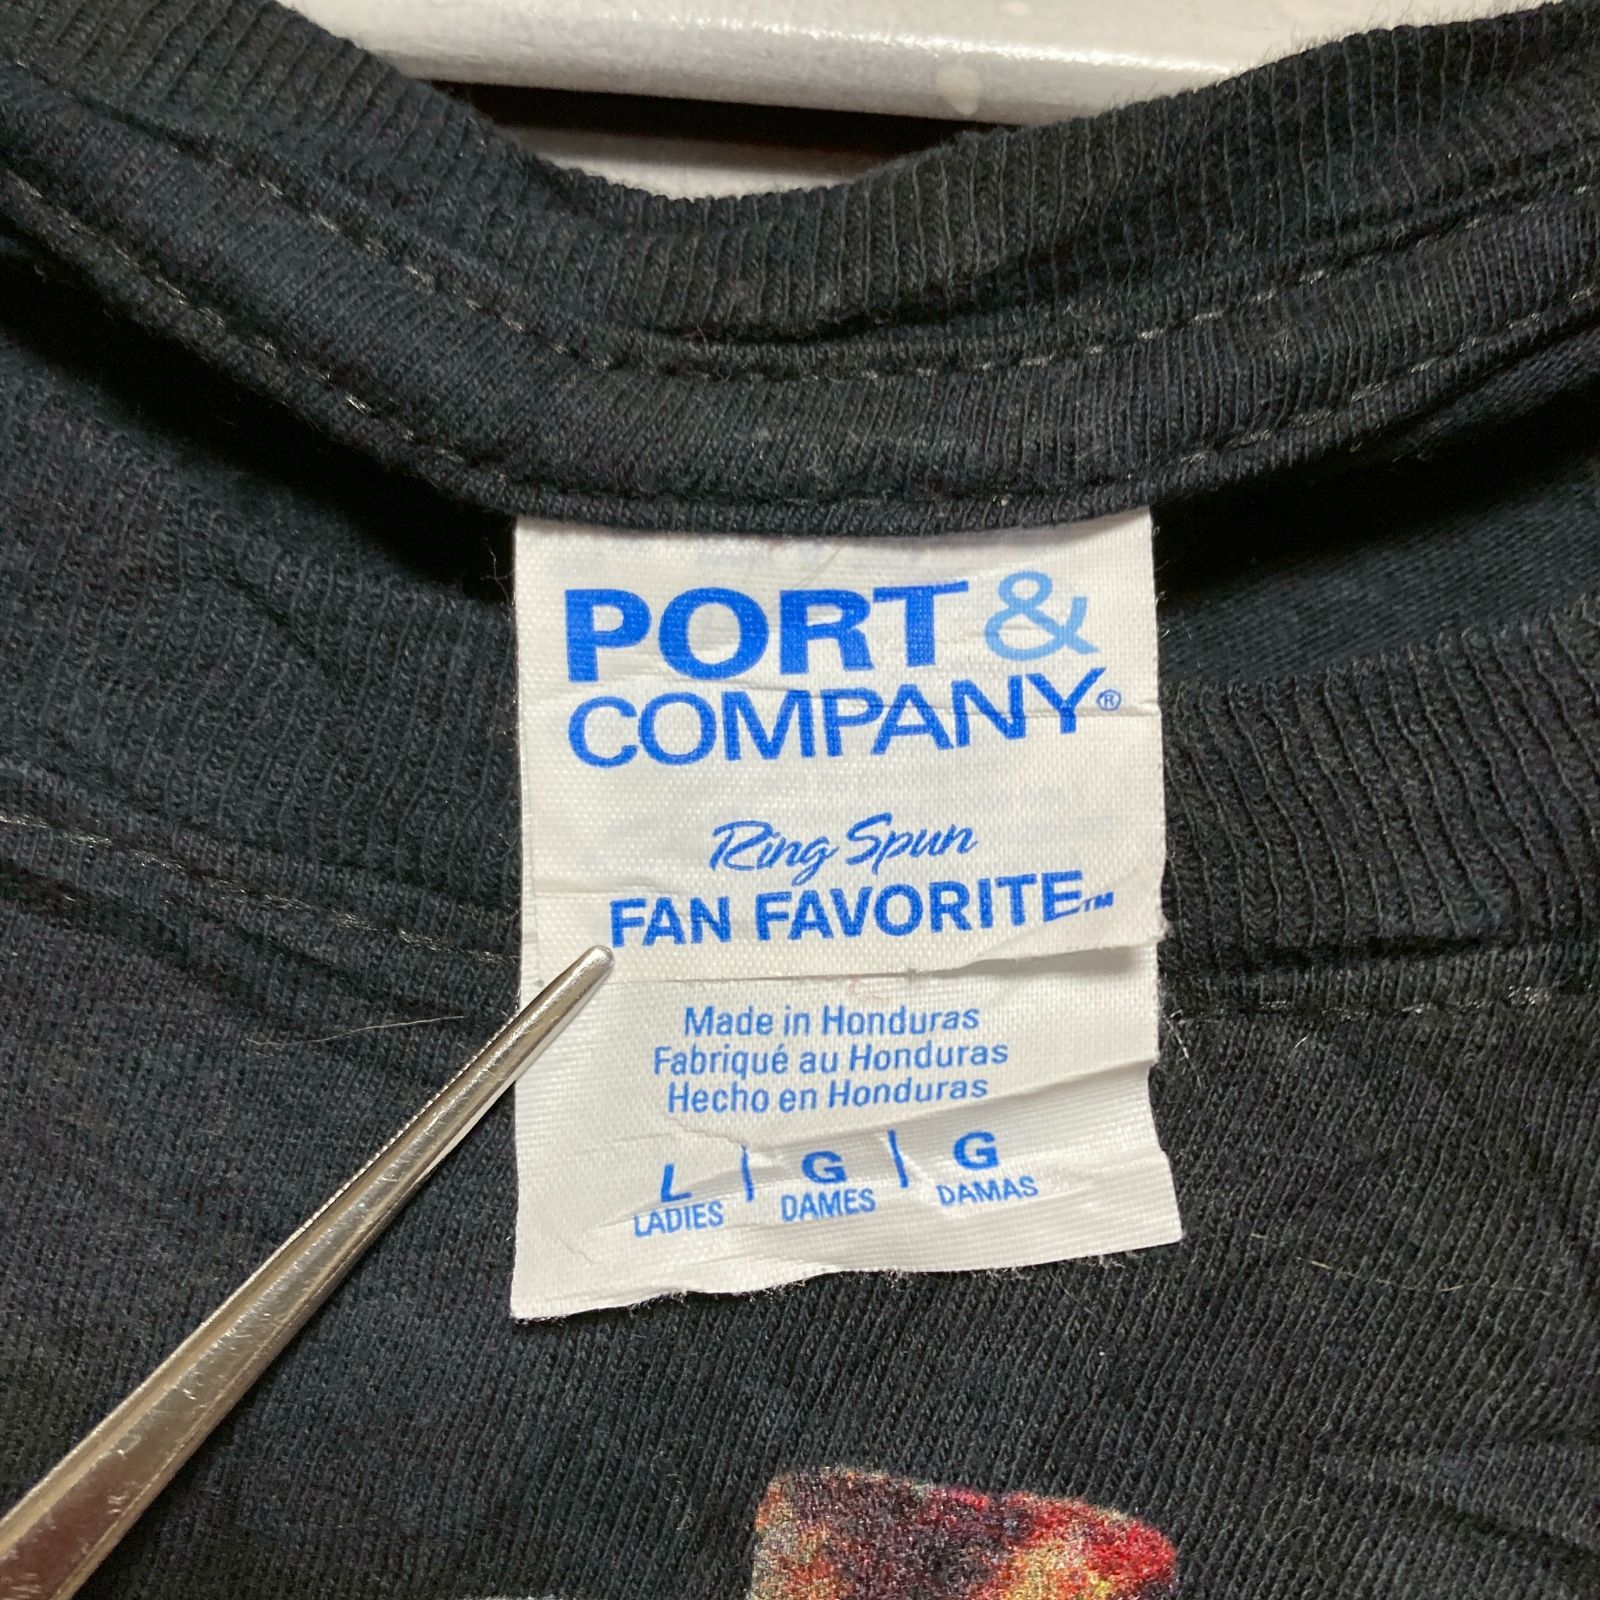 PORT &
COMPANY®
Ring Spun
FAN FAVORITE™
Made in Honduras
Fabriqué au Honduras
Hecho en Honduras
L | G | G
LADIES DAMES DAMAS